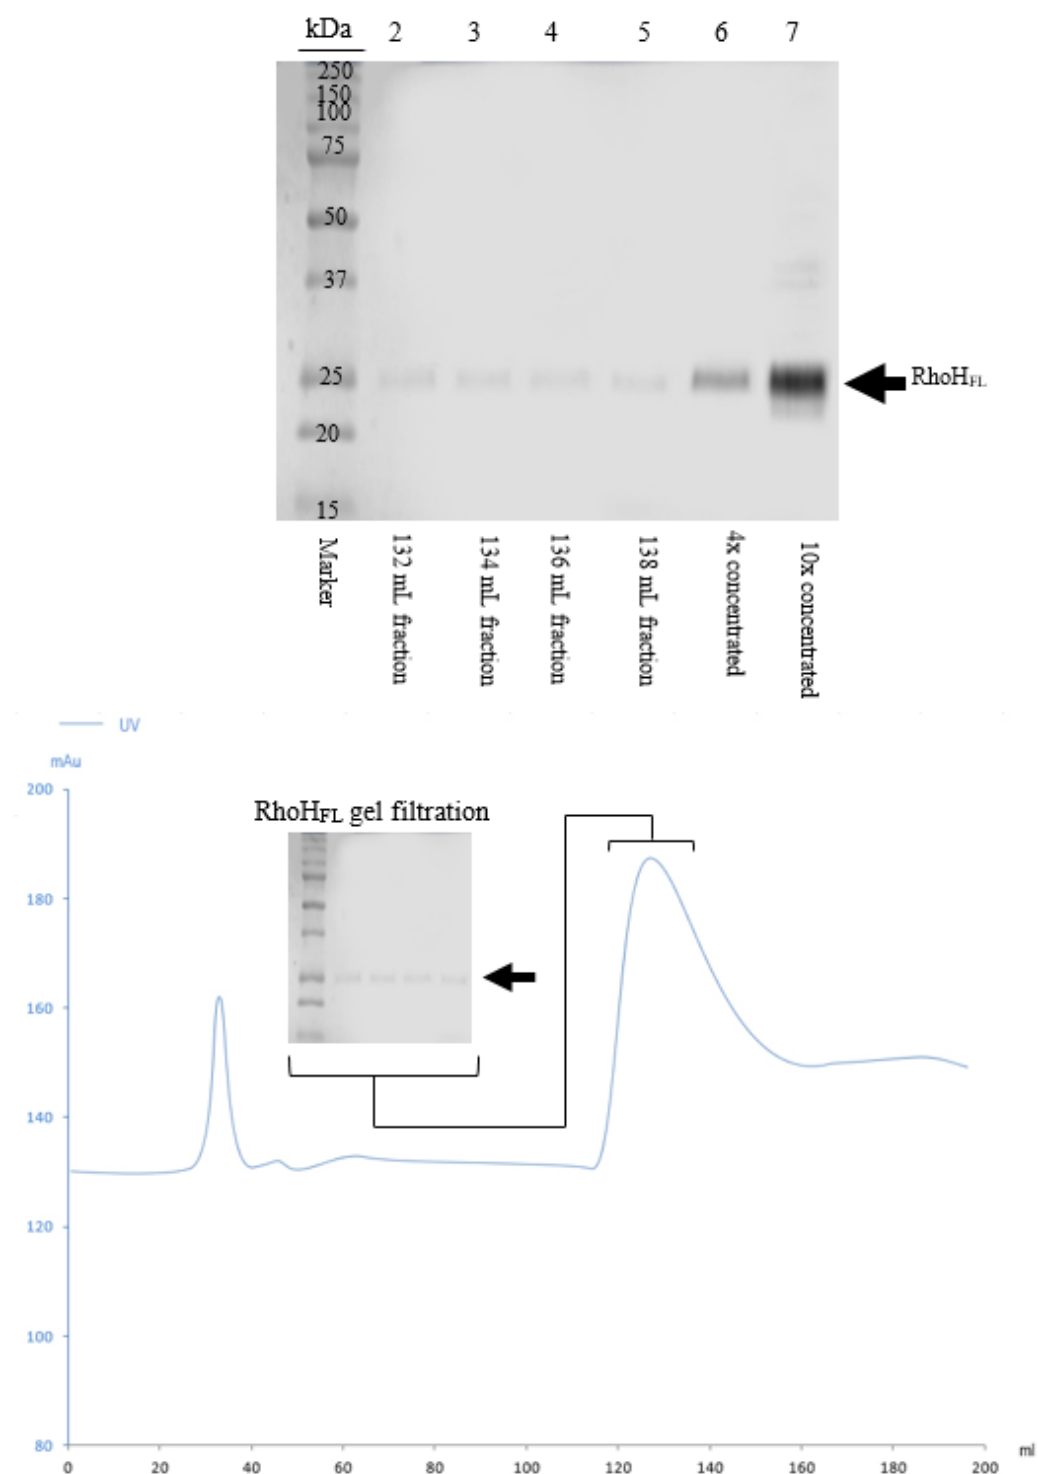 kDa 2 3 4 5 6 7
250
150
100
75
50
37
25
RhoHFL
20
15
Marker
132 mL fraction
134 mL fraction
136 mL fraction
138 mL fraction
4x concentrated
10x concentrated
UV
mAu
200
RhoHFL gel filtration
180
160
140
120
100
80
0 20 40 60 80 100 120 140 160 180 200 ml